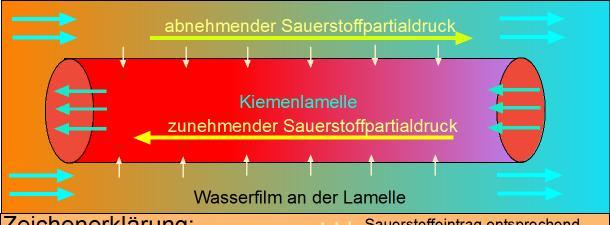 abnehmender Sauerstoffpartialdruck
Kiemenlamelle
zunehmender Sauerstoffpartialdruck
Wasserfilm an der Lamelle
Zeichenerklärung:
Sauerstoffeintrag entsprechend